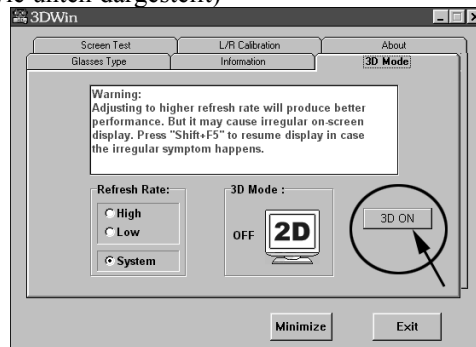 wie unten dargestellt)
3DWin
Screen Test L/R Calibration About
Glasses Type Information 3D Mode
Warning:
Adjusting to higher refresh rate will produce better
performance. But it may cause irregular on-screen
display. Press "Shift+F5" to resume display in case
the irregular symptom happens.
Refresh Rate: 3D Mode :
High
Low
System
OFF 2D
3D ON
Minimize Exit